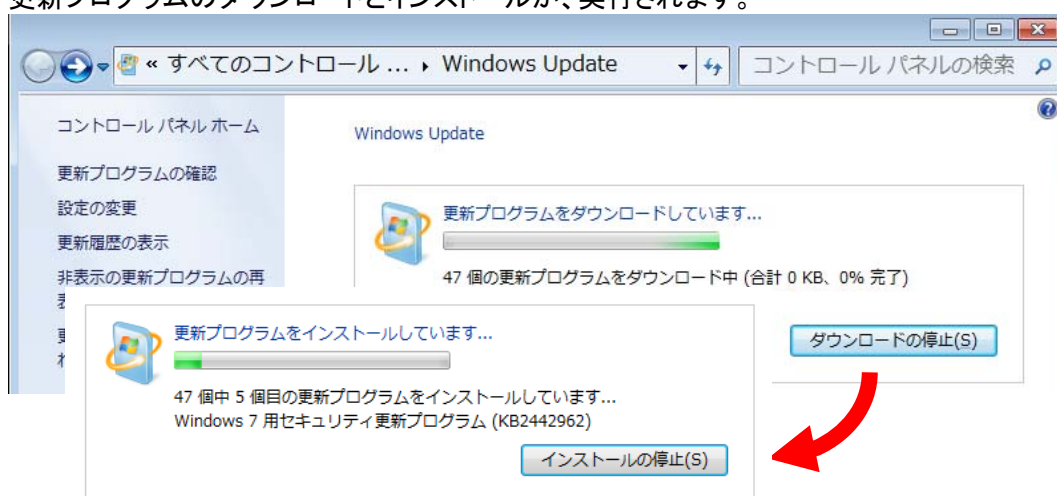 更新プログラムのダウンロードとインストールが、実行されます。
« すべてのコントロール ... ▸ Windows Update
コントロール パネルの検索
コントロール パネル ホーム
更新プログラムの確認
設定の変更
更新履歴の表示
非表示の更新プログラムの再
Windows Update
更新プログラムをダウンロードしています...
47 個の更新プログラムをダウンロード中 (合計 0 KB、0% 完了)
ダウンロードの停止(S)
更新プログラムをインストールしています...
47 個中 5 個目の更新プログラムをインストールしています...
Windows 7 用セキュリティ更新プログラム (KB2442962)
インストールの停止(S)